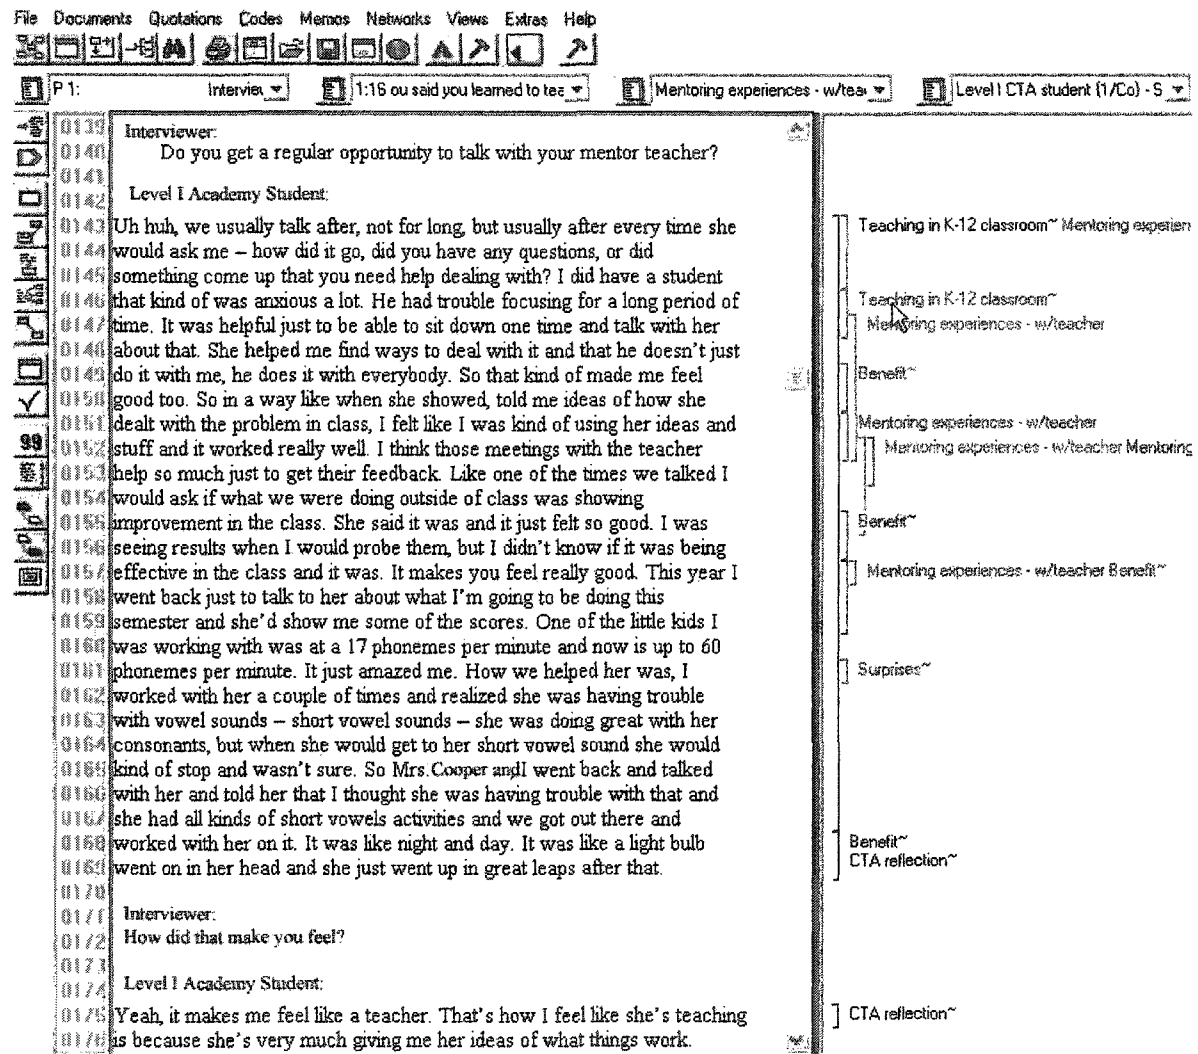 File Documents Quotations Codes Memos Networks Views Extras Help
P 1: Interview 1:16 ou said you learned to tea Mentoring experiences - w/tea Level I CTA student {1/Co} - S
0139 Interviewer:
0140 Do you get a regular opportunity to talk with your mentor teacher?
0141
0142 Level I Academy Student:
0143 Uh huh, we usually talk after, not for long, but usually after every time she Teaching in K-12 classroom~ Mentoring experien
0144 would ask me – how did it go, did you have any questions, or did
0145 something come up that you need help dealing with? I did have a student
0146 that kind of was anxious a lot. He had trouble focusing for a long period of Teaching in K-12 classroom~
0147 time. It was helpful just to be able to sit down one time and talk with her Mentoring experiences - w/teacher
0148 about that. She helped me find ways to deal with it and that he doesn't just
0149 do it with me, he does it with everybody. So that kind of made me feel Benefit~
0150 good too. So in a way like when she showed, told me ideas of how she
0151 dealt with the problem in class, I felt like I was kind of using her ideas and Mentoring experiences - w/teacher
99 0152 stuff and it worked really well. I think those meetings with the teacher Mentoring experiences - w/teacher Mentoring
0153 help so much just to get their feedback. Like one of the times we talked I
0154 would ask if what we were doing outside of class was showing
0155 improvement in the class. She said it was and it just felt so good. I was Benefit~
0156 seeing results when I would probe them, but I didn't know if it was being
0157 effective in the class and it was. It makes you feel really good. This year I Mentoring experiences - w/teacher Benefit~
0158 went back just to talk to her about what I'm going to be doing this
0159 semester and she'd show me some of the scores. One of the little kids I
0160 was working with was at a 17 phonemes per minute and now is up to 60
0161 phonemes per minute. It just amazed me. How we helped her was, I Surprises~
0162 worked with her a couple of times and realized she was having trouble
0163 with vowel sounds – short vowel sounds – she was doing great with her
0164 consonants, but when she would get to her short vowel sound she would
0165 kind of stop and wasn't sure. So Mrs. Cooper and I went back and talked
0166 with her and told her that I thought she was having trouble with that and
0167 she had all kinds of short vowels activities and we got out there and
0168 worked with her on it. It was like night and day. It was like a light bulb Benefit~
0169 went on in her head and she just went up in great leaps after that. CTA reflection~
0170
0171 Interviewer:
0172 How did that make you feel?
0173
0174 Level I Academy Student:
0175 Yeah, it makes me feel like a teacher. That's how I feel like she's teaching CTA reflection~
0176 is because she's very much giving me her ideas of what things work.